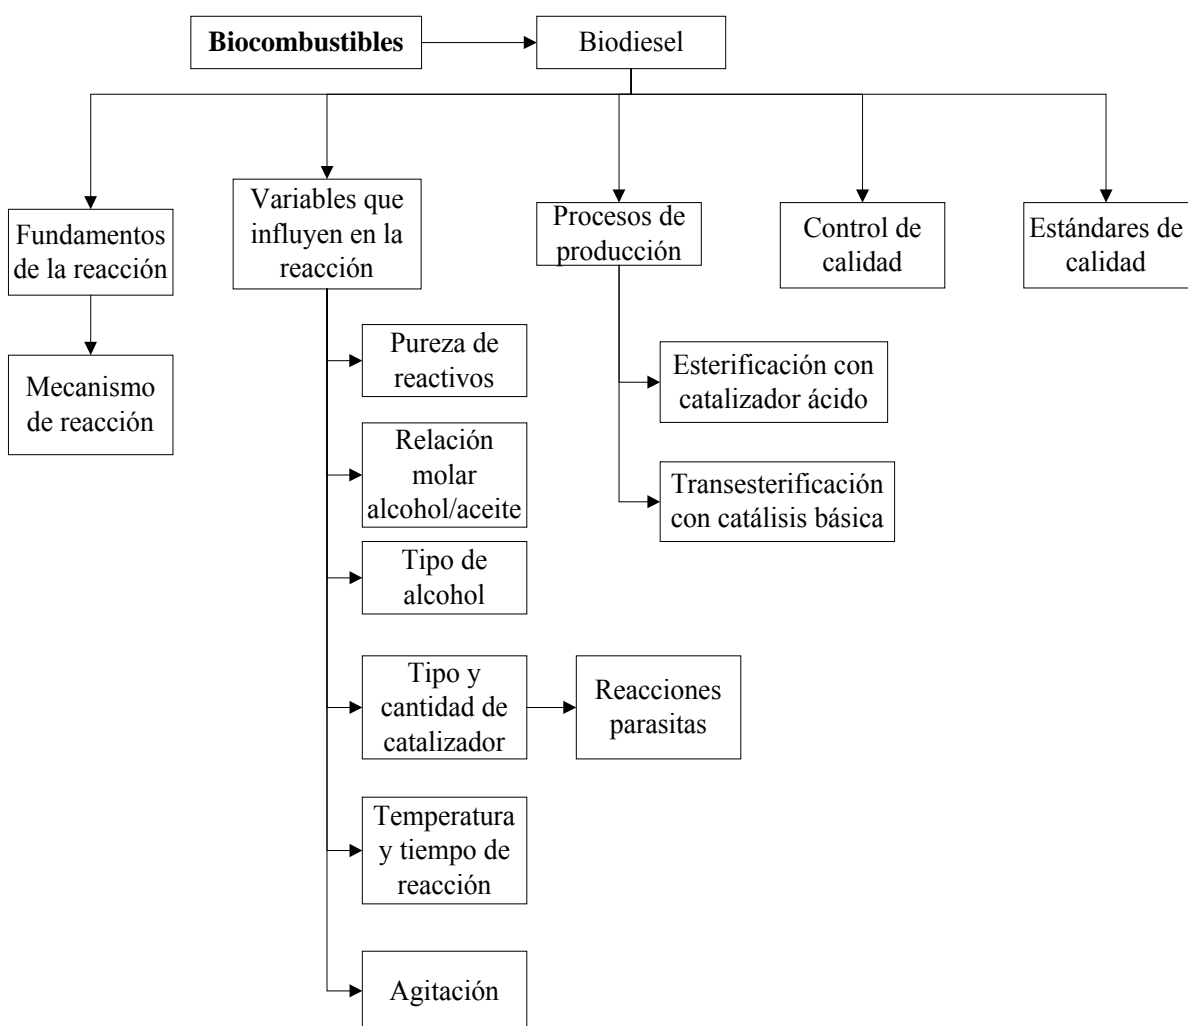 Biocombustibles
Biodiesel
Fundamentos
de la reacción
Variables que
influyen en la
reacción
Procesos de
producción
Control de
calidad
Estándares de
calidad
Mecanismo
de reacción
Pureza de
reactivos
Relación
molar
alcohol/aceite
Tipo de
alcohol
Tipo y
cantidad de
catalizador
Reacciones
parasitas
Temperatura
y tiempo de
reacción
Agitación
Esterificación con
catalizador ácido
Transesterificación
con catálisis básica